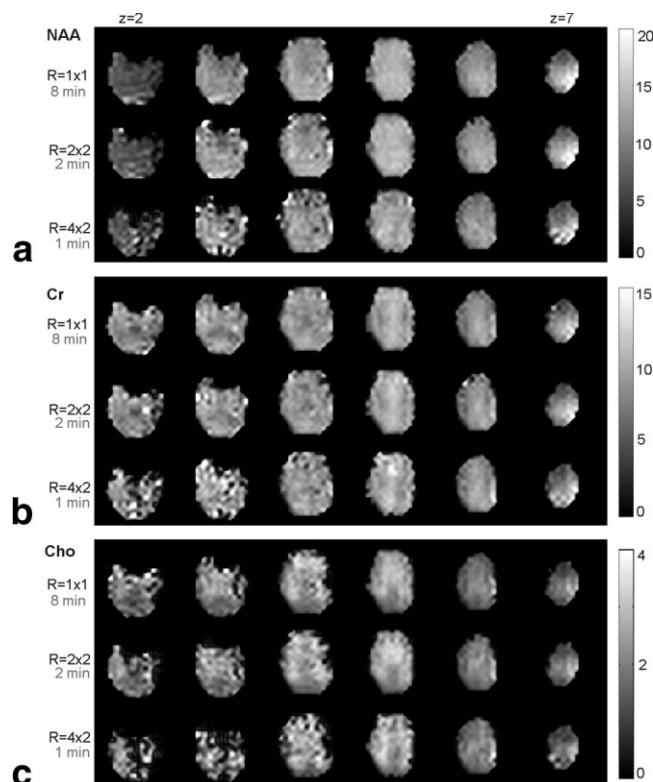 z=2 z=7
NAA
R=1x1
8 min
R=2x2
2 min
R=4x2
1 min
a
20
15
10
5
0
Cr
R=1x1
8 min
R=2x2
2 min
R=4x2
1 min
b
15
10
5
0
Cho
R=1x1
8 min
R=2x2
2 min
R=4x2
1 min
c
4
2
0